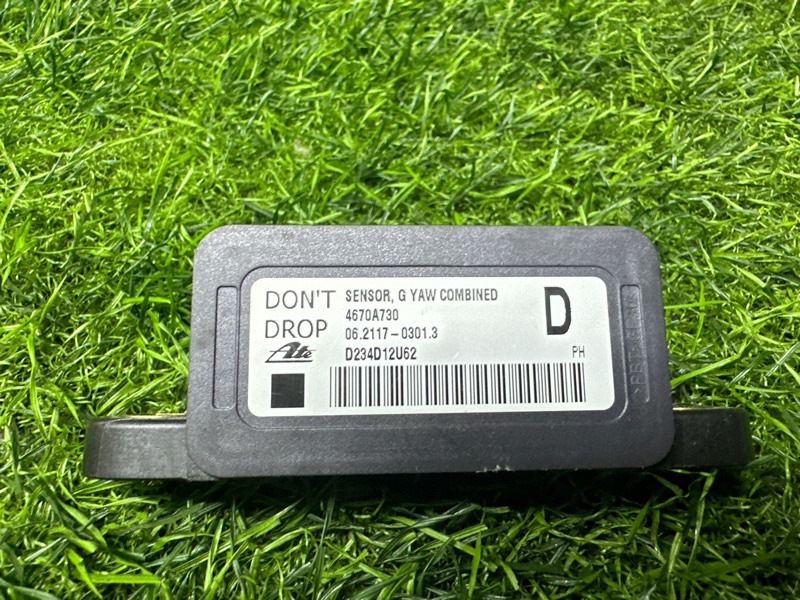 DON'T
DROP
SENSOR, G YAW COMBINED
4670A730
06.2117-0301.3
D234D12U62
D
Ate
PH